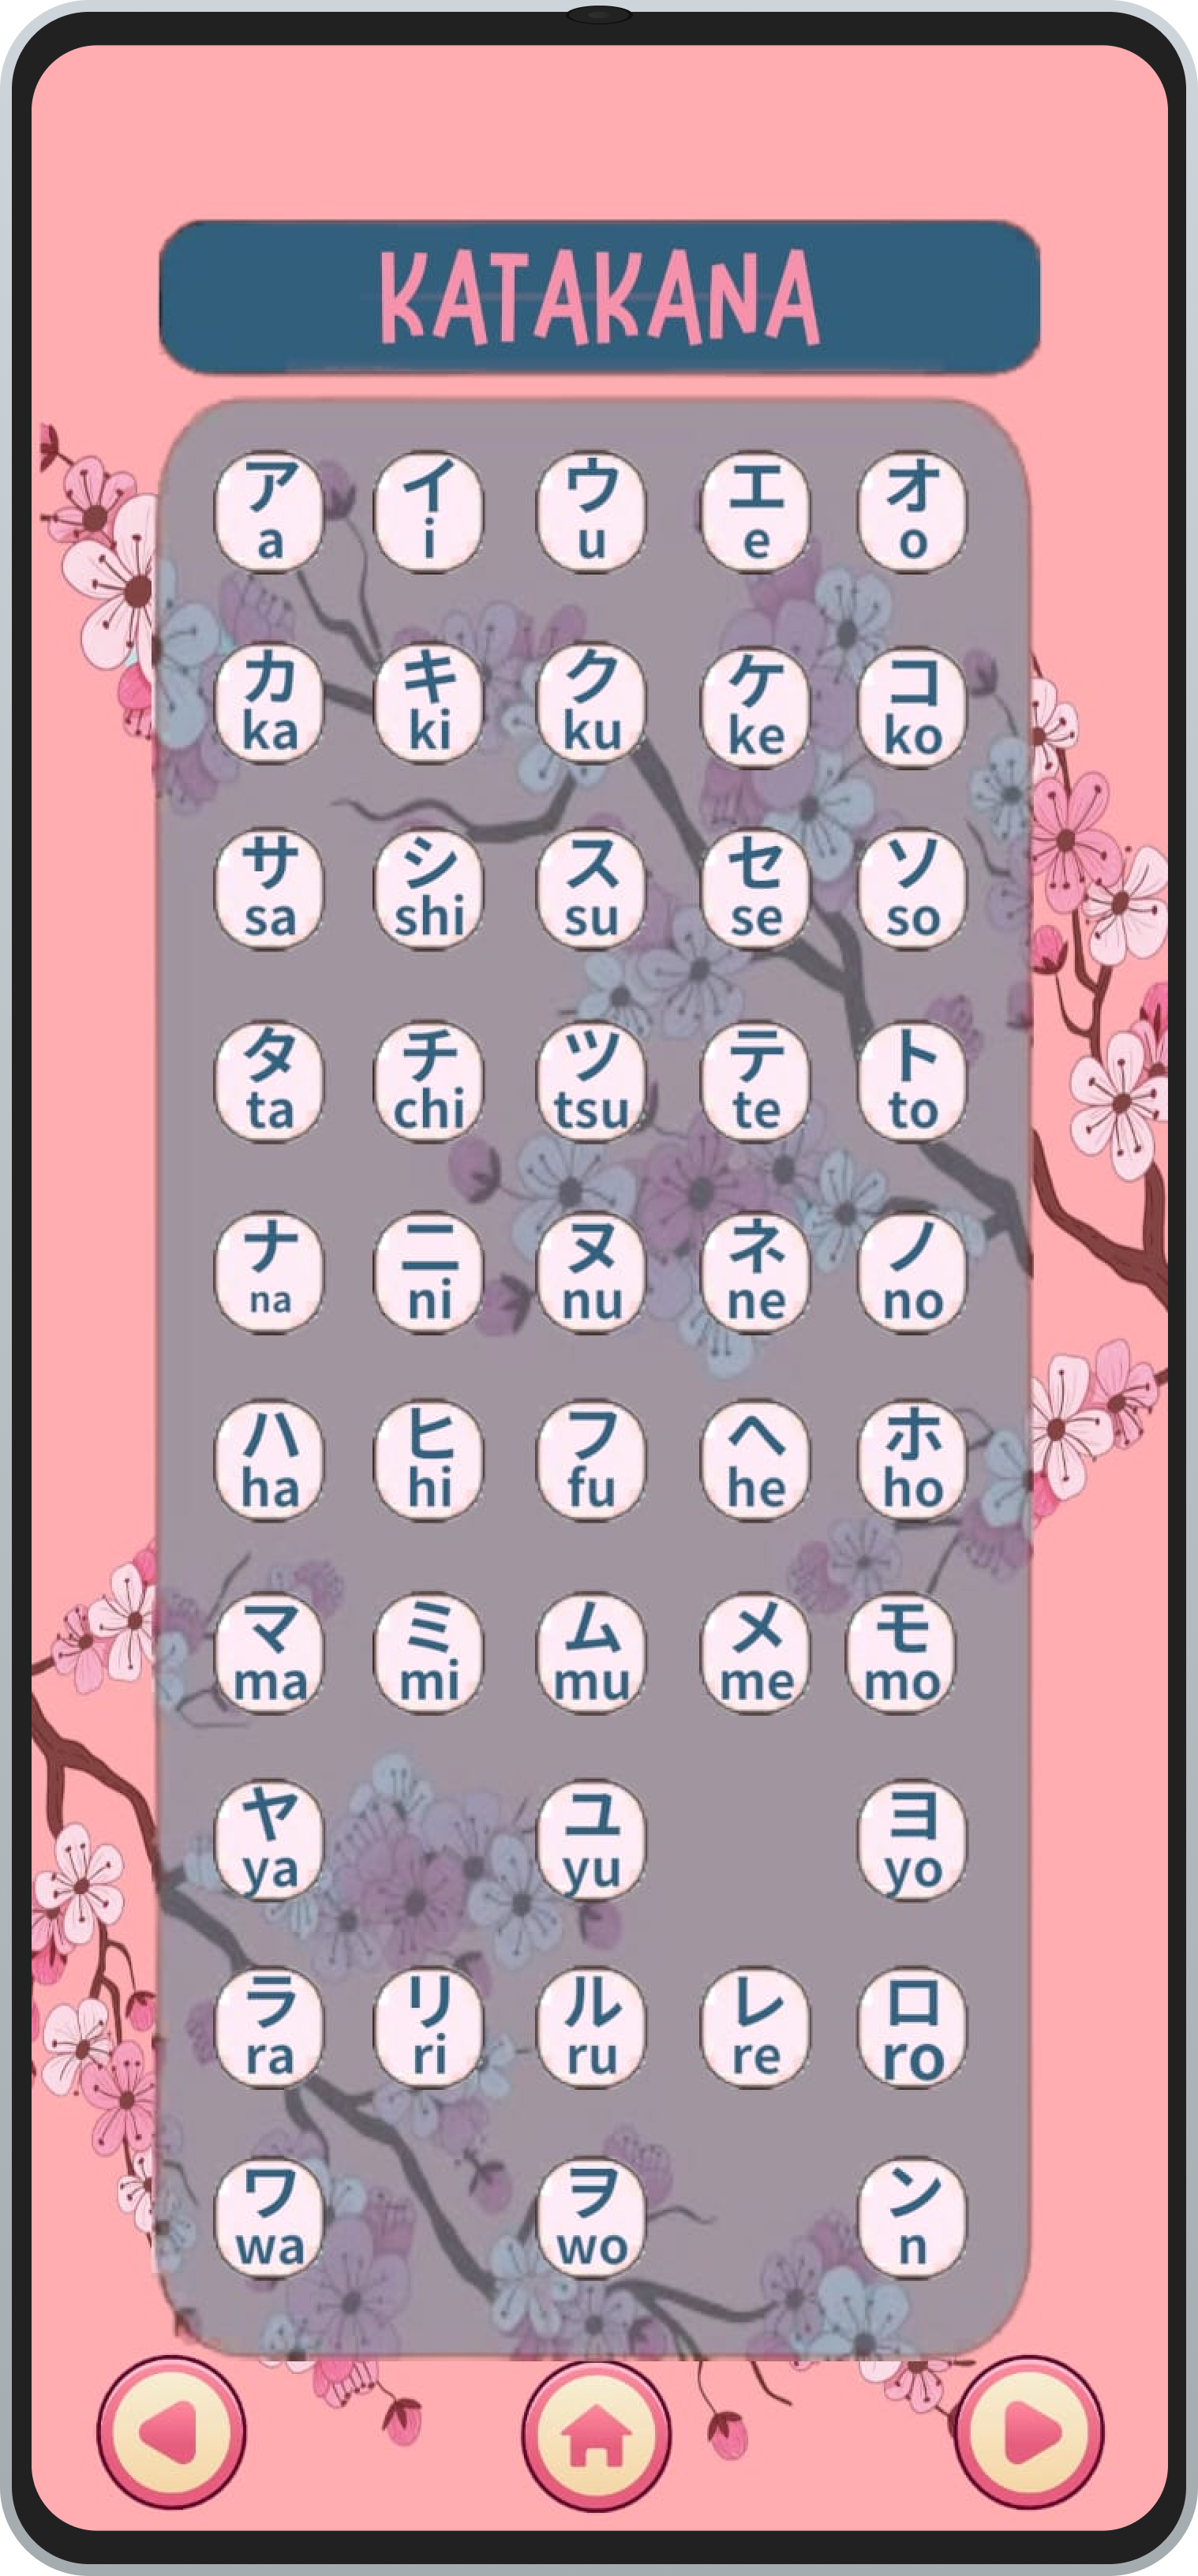 KATAKANA
ア イ ウ エ オ
a i u e o
カ キ ク ケ コ
ka ki ku ke ko
サ シ ス セ ソ
sa shi su se so
タ チ ツ テ ト
ta chi tsu te to
ナ ニ ヌ ネ ノ
na ni nu ne no
ハ ヒ フ ヘ ホ
ha hi fu he ho
マ ミ ム メ モ
ma mi mu me mo
ヤ ユ ヨ
ya yu yo
ラ リ ル レ ロ
ra ri ru re ro
ワ ヲ ン
wa wo n